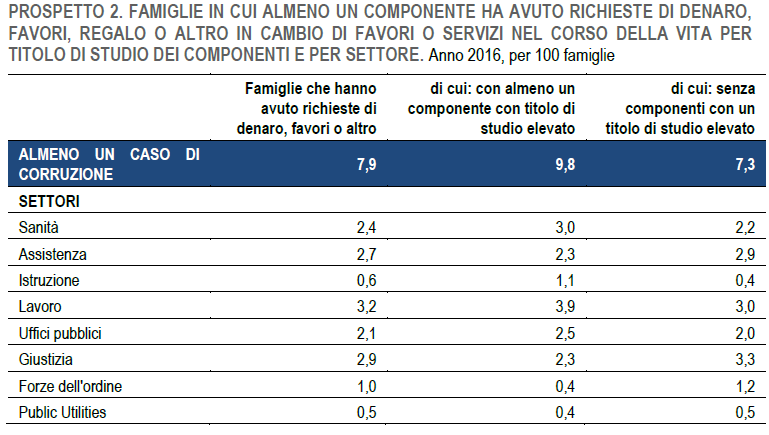 PROSPETTO 2. FAMIGLIE IN CUI ALMENO UN COMPONENTE HA AVUTO RICHIESTE DI DENARO,
FAVORI, REGALO O ALTRO IN CAMBIO DI FAVORI O SERVIZI NEL CORSO DELLA VITA PER
TITOLO DI STUDIO DEI COMPONENTI E PER SETTORE. Anno 2016, per 100 famiglie
Famiglie che hanno avuto richieste di denaro, favori o altro | di cui: con almeno un componente con titolo di studio elevato | di cui: senza componenti con un titolo di studio elevato
ALMENO UN CASO DI CORRUZIONE 7,9 9,8 7,3
SETTORI
Sanità 2,4 3,0 2,2
Assistenza 2,7 2,3 2,9
Istruzione 0,6 1,1 0,4
Lavoro 3,2 3,9 3,0
Uffici pubblici 2,1 2,5 2,0
Giustizia 2,9 2,3 3,3
Forze dell'ordine 1,0 0,4 1,2
Public Utilities 0,5 0,4 0,5